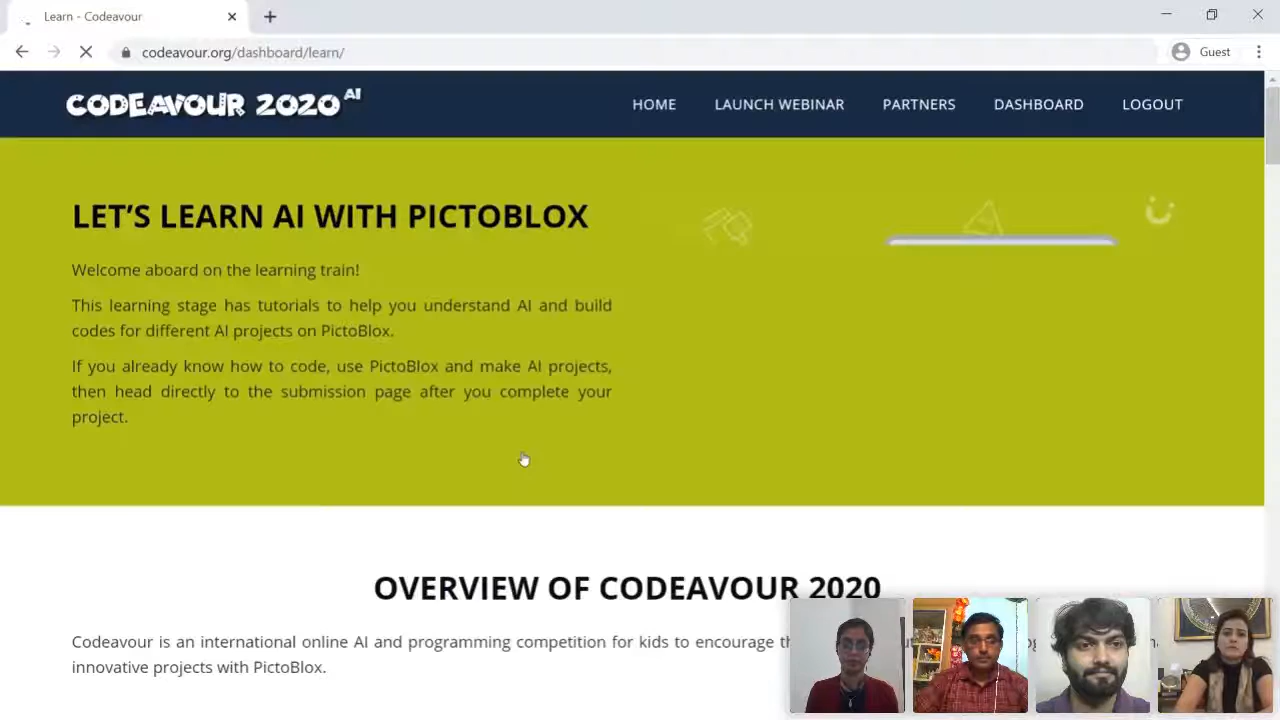 Learn - Codeavour
codeavour.org/dashboard/learn/
Guest
CODEAVOUR 2020 AI
HOME
LAUNCH WEBINAR
PARTNERS
DASHBOARD
LOGOUT
LET'S LEARN AI WITH PICTOBLOX
Welcome aboard on the learning train!
This learning stage has tutorials to help you understand AI and build
codes for different AI projects on PictoBlox.
If you already know how to code, use PictoBlox and make AI projects,
then head directly to the submission page after you complete your
project.
OVERVIEW OF CODEAVOUR 2020
Codeavour is an international online AI and programming competition for kids to encourage
innovative projects with PictoBlox.